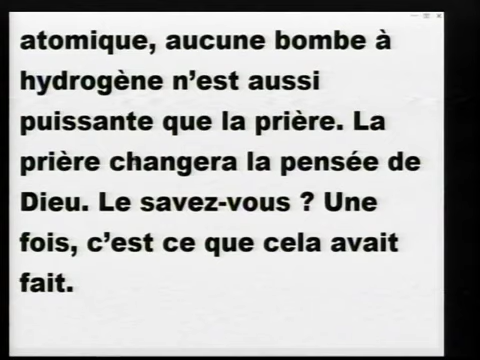 atomique, aucune bombe à
hydrogène n’est aussi
puissante que la prière. La
prière changera la pensée de
Dieu. Le savez-vous ? Une
fois, c’est ce que cela avait
fait.